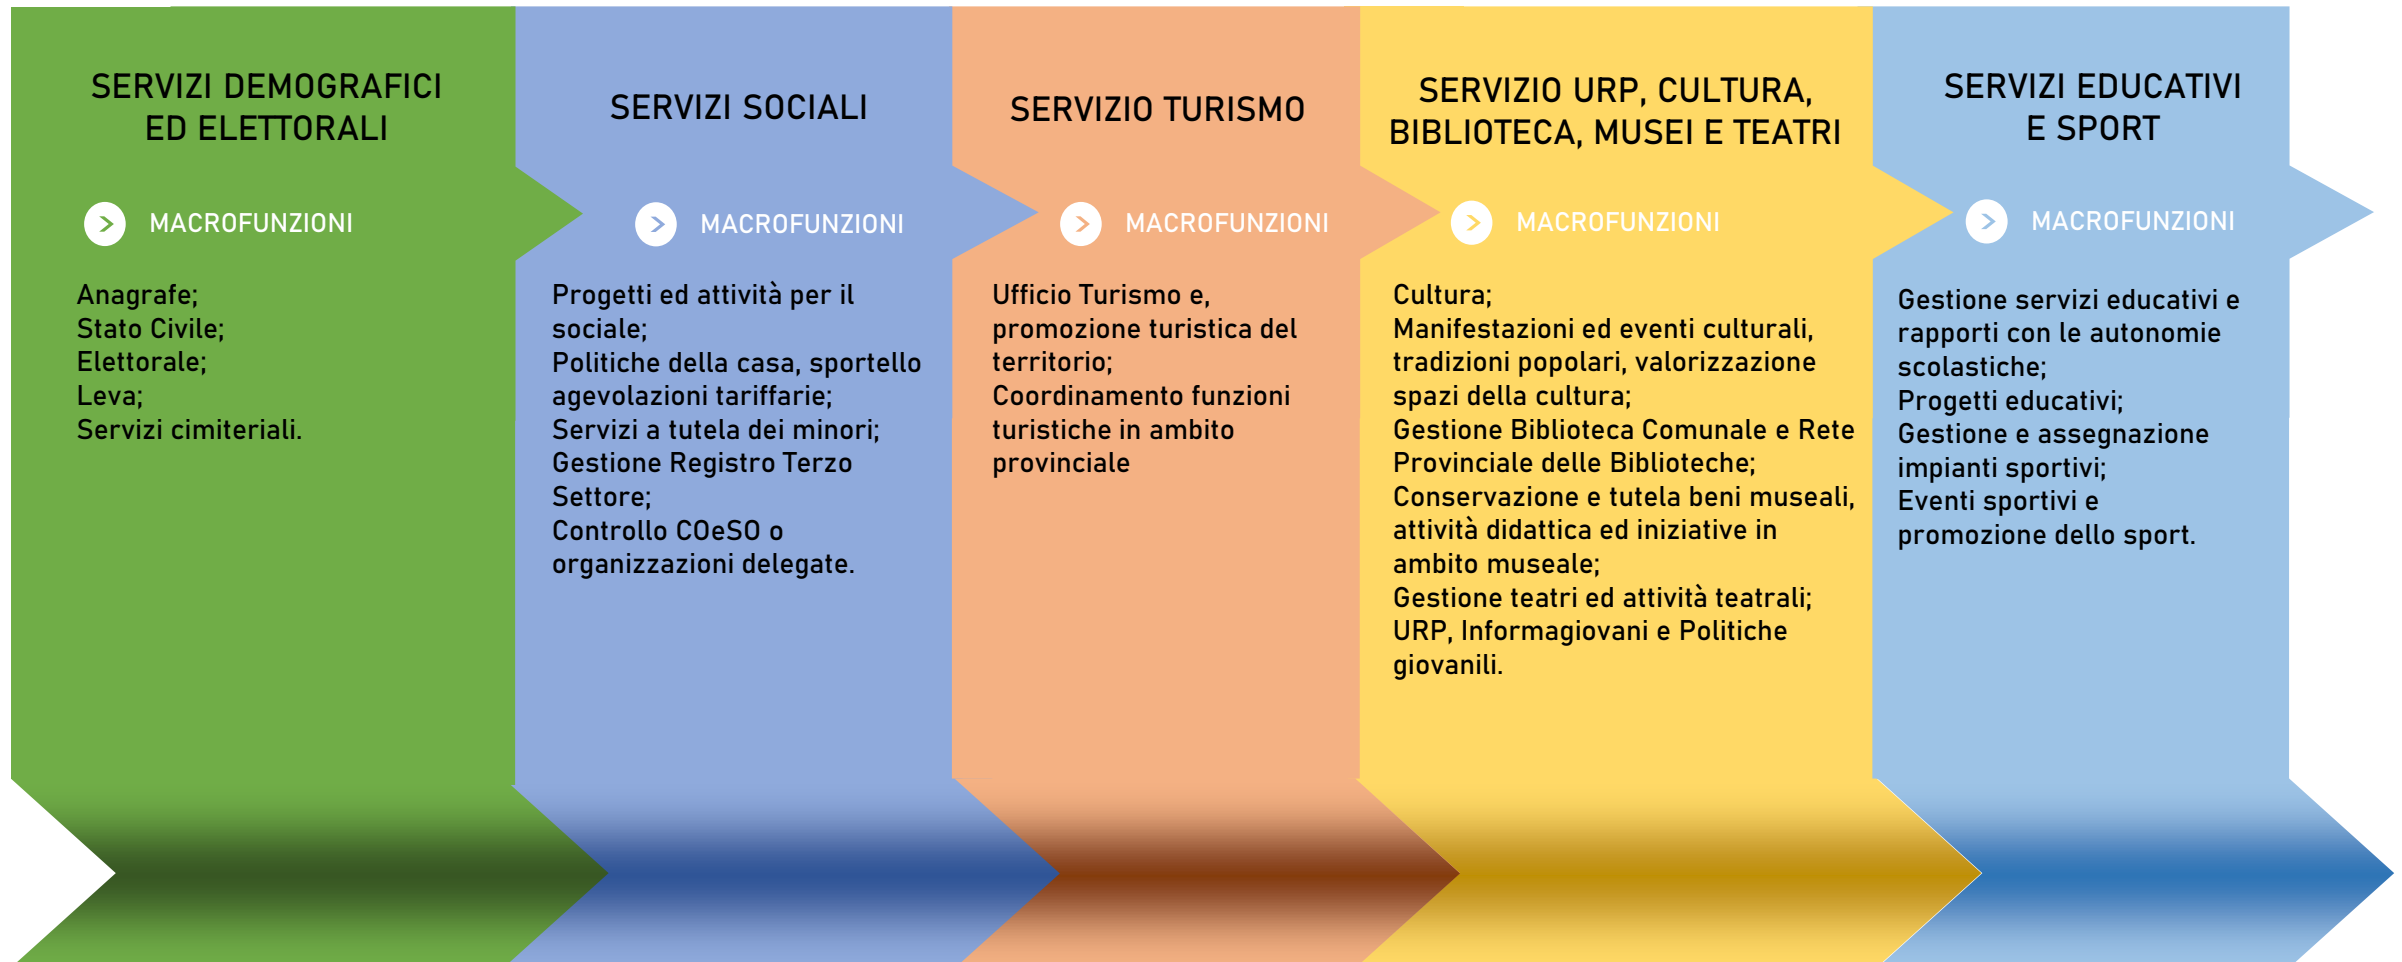 SERVIZI DEMOGRAFICI
ED ELETTORALI
MACROFUNZIONI
Anagrafe;
Stato Civile;
Elettorale;
Leva;
Servizi cimiteriali.
SERVIZI SOCIALI
MACROFUNZIONI
Progetti ed attività per il
sociale;
Politiche della casa, sportello
agevolazioni tariffarie;
Servizi a tutela dei minori;
Gestione Registro Terzo
Settore;
Controllo COeSO o
organizzazioni delegate.
SERVIZIO TURISMO
MACROFUNZIONI
Ufficio Turismo e,
promozione turistica del
territorio;
Coordinamento funzioni
turistiche in ambito
provinciale
SERVIZIO URP, CULTURA,
BIBLIOTECA, MUSEI E TEATRI
MACROFUNZIONI
Cultura;
Manifestazioni ed eventi culturali,
tradizioni popolari, valorizzazione
spazi della cultura;
Gestione Biblioteca Comunale e Rete
Provinciale delle Biblioteche;
Conservazione e tutela beni museali,
attività didattica ed iniziative in
ambito museale;
Gestione teatri ed attività teatrali;
URP, Informagiovani e Politiche
giovanili.
SERVIZI EDUCATIVI
E SPORT
MACROFUNZIONI
Gestione servizi educativi e
rapporti con le autonomie
scolastiche;
Progetti educativi;
Gestione e assegnazione
impianti sportivi;
Eventi sportivi e
promozione dello sport.